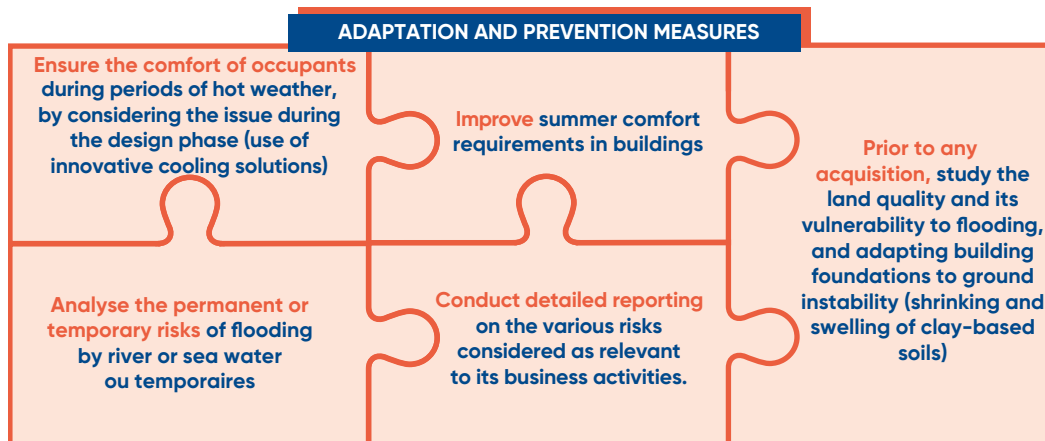 ADAPTATION AND PREVENTION MEASURES
Ensure the comfort of occupants
during periods of hot weather,
by considering the issue during
the design phase (use of
innovative cooling solutions)
Improve summer comfort
requirements in buildings
Prior to any
acquisition, study the
land quality and its
vulnerability to flooding,
and adapting building
foundations to ground
instability (shrinking and
swelling of clay-based
soils)
Analyse the permanent or
temporary risks of flooding
by river or sea water
ou temporaires
Conduct detailed reporting
on the various risks
considered as relevant
to its business activities.